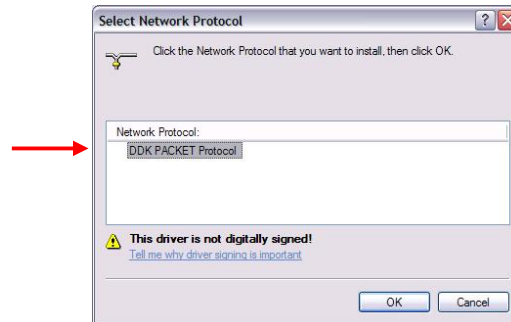 Select Network Protocol
Click the Network Protocol that you want to install, then click OK.
Network Protocol:
DDK PACKET Protocol
This driver is not digitally signed!
Tell me why driver signing is important
OK
Cancel